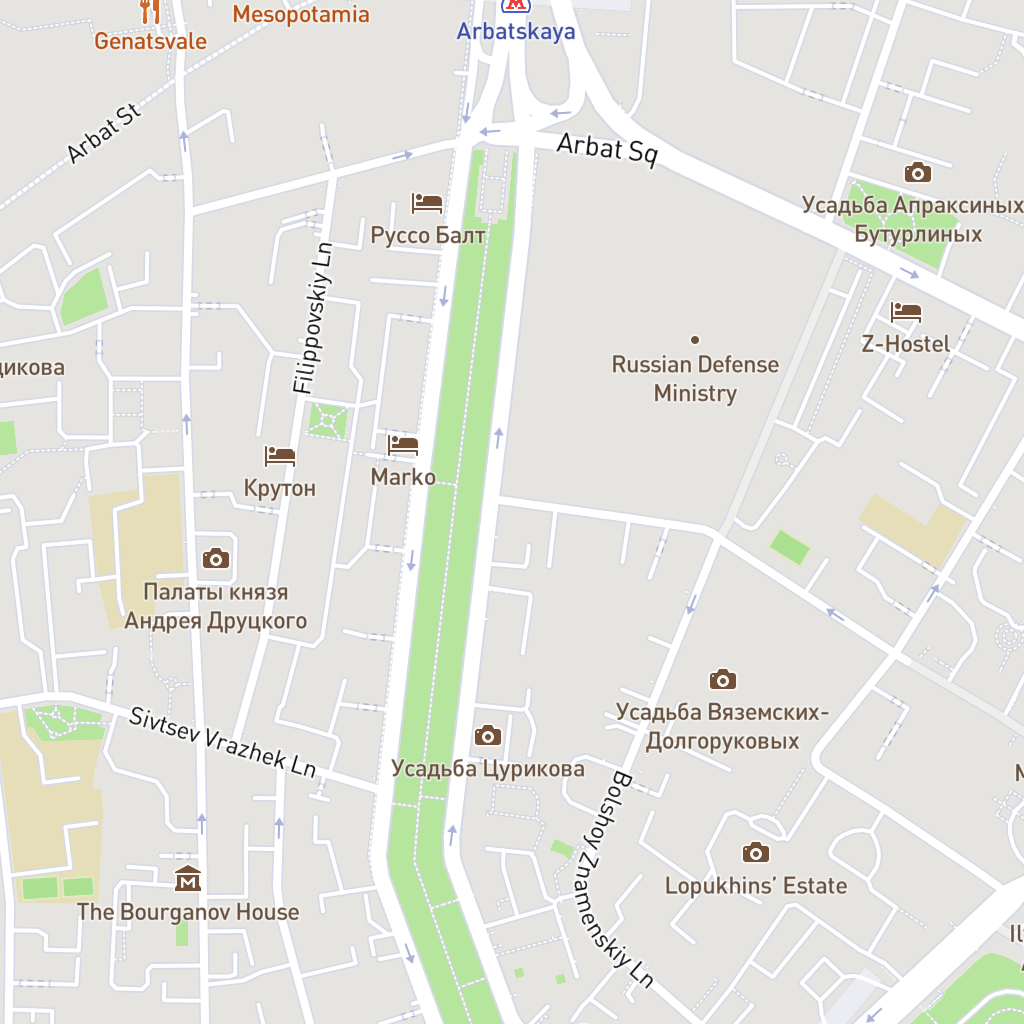 Mesopotamia
Genatsvale
Arbatskaya
Arbat St
Arbat Sq
Усадьба Апраксиных
Бутурлиных
Руссо Балт
Filippovskiy Ln
Z-Hostel
Russian Defense
Ministry
Marko
Крутон
Палаты князя
Андрея Друцкого
Усадьба Вяземских-
Долгоруковых
Sivtsev Vrazhek Ln
Усадьба Цурикова
Bolshoy Znamenskiy Ln
Lopukhins’ Estate
The Bourganov House